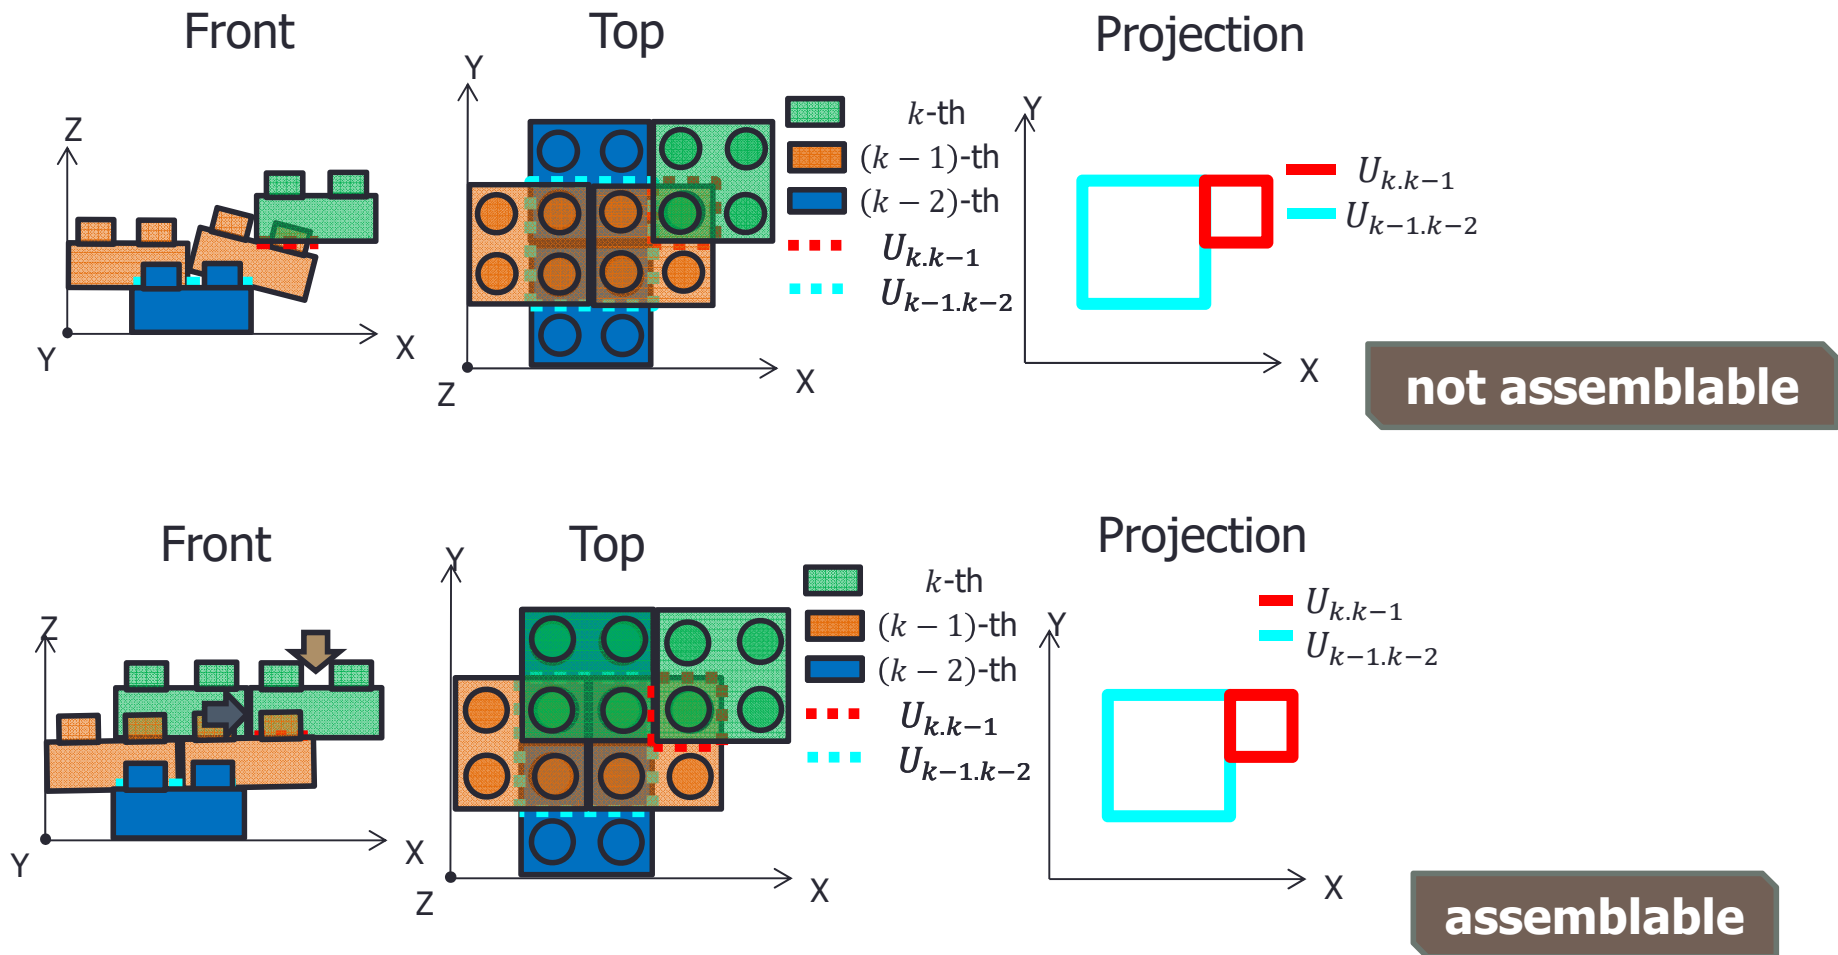 Front
Top
Projection
Z
Y
X
Y
Z
X
k-th
(k − 1)-th
(k − 2)-th
U_{k.k−1}
U_{k−1.k−2}
Y
X
U_{k.k−1}
U_{k−1.k−2}
not assemblable
Front
Top
Projection
Z
Y
X
Y
Z
X
k-th
(k − 1)-th
(k − 2)-th
U_{k.k−1}
U_{k−1.k−2}
Y
X
U_{k.k−1}
U_{k−1.k−2}
assemblable